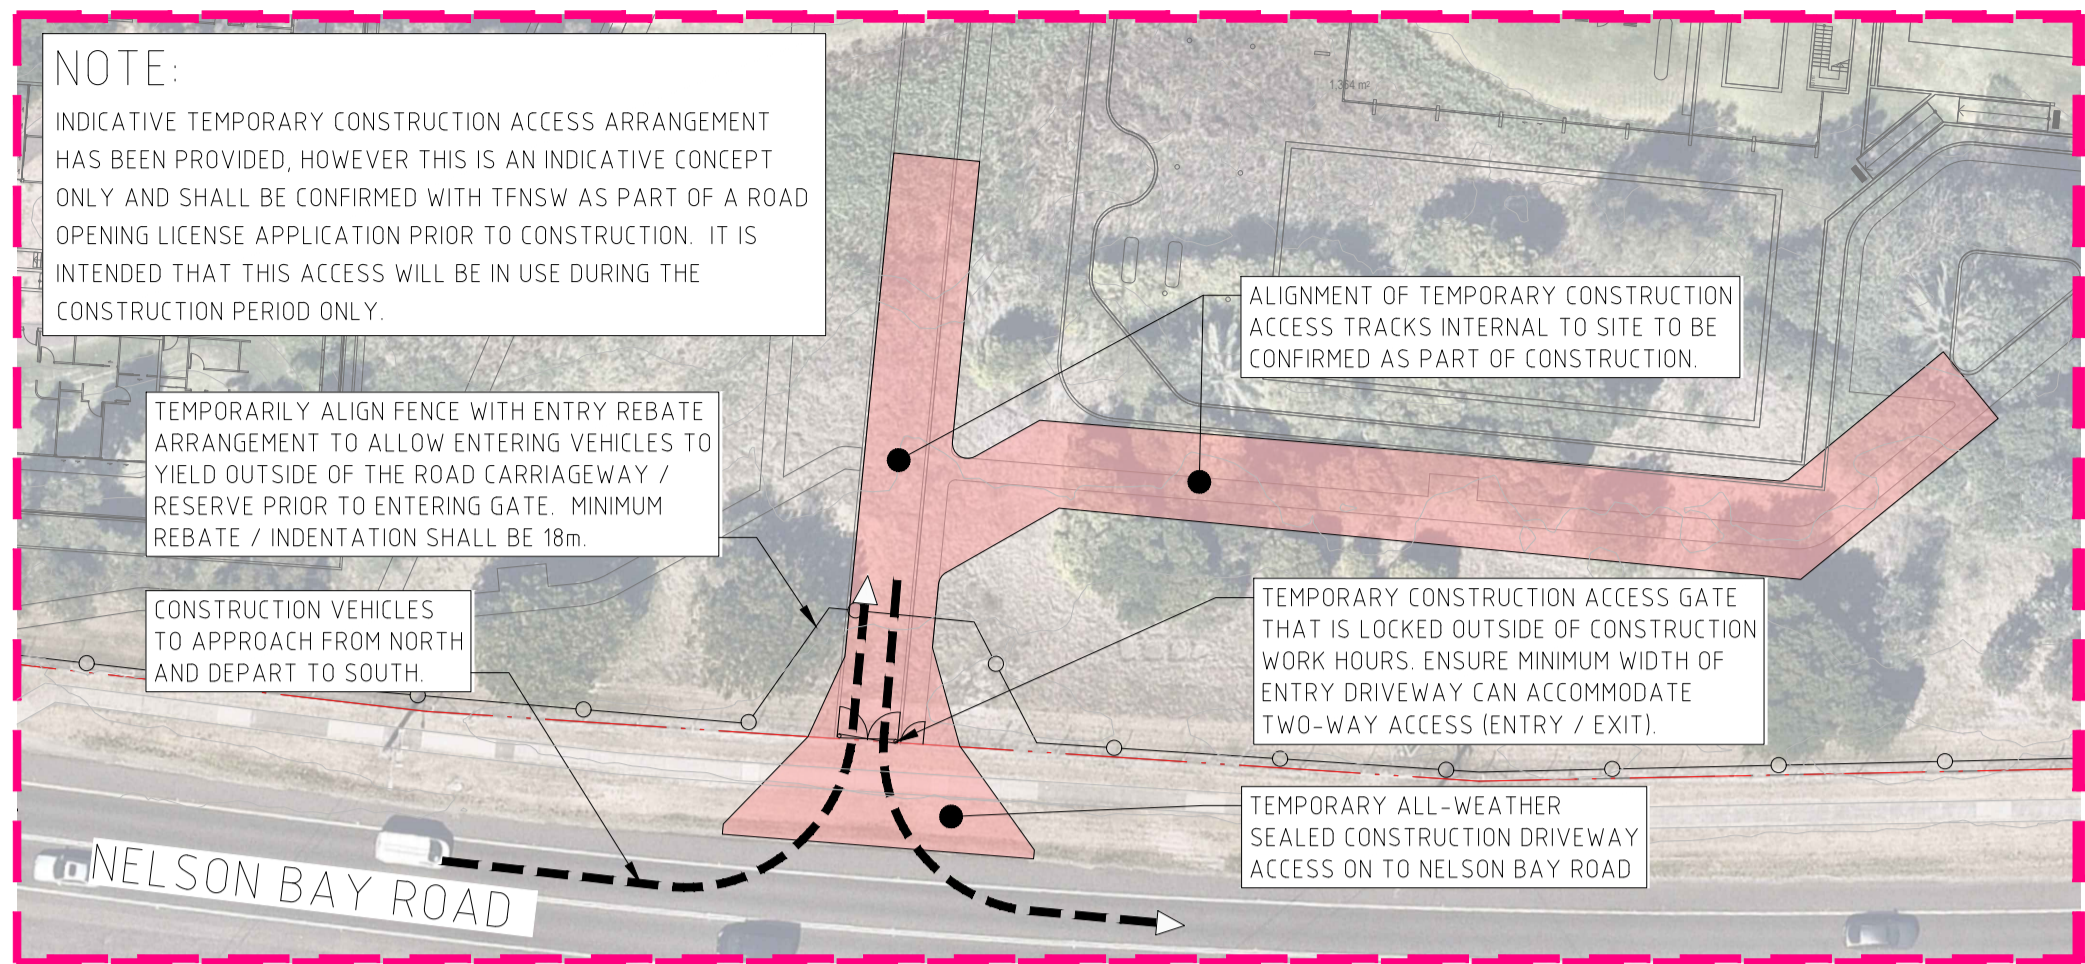 NOTE:
INDICATIVE TEMPORARY CONSTRUCTION ACCESS ARRANGEMENT
HAS BEEN PROVIDED, HOWEVER THIS IS AN INDICATIVE CONCEPT
ONLY AND SHALL BE CONFIRMED WITH TFNSW AS PART OF A ROAD
OPENING LICENSE APPLICATION PRIOR TO CONSTRUCTION. IT IS
INTENDED THAT THIS ACCESS WILL BE IN USE DURING THE
CONSTRUCTION PERIOD ONLY.
1,364 m²
ALIGNMENT OF TEMPORARY CONSTRUCTION
ACCESS TRACKS INTERNAL TO SITE TO BE
CONFIRMED AS PART OF CONSTRUCTION.
TEMPORARILY ALIGN FENCE WITH ENTRY REBATE
ARRANGEMENT TO ALLOW ENTERING VEHICLES TO
YIELD OUTSIDE OF THE ROAD CARRIAGEWAY /
RESERVE PRIOR TO ENTERING GATE. MINIMUM
REBATE / INDENTATION SHALL BE 18m.
CONSTRUCTION VEHICLES
TO APPROACH FROM NORTH
AND DEPART TO SOUTH.
TEMPORARY CONSTRUCTION ACCESS GATE
THAT IS LOCKED OUTSIDE OF CONSTRUCTION
WORK HOURS. ENSURE MINIMUM WIDTH OF
ENTRY DRIVEWAY CAN ACCOMMODATE
TWO-WAY ACCESS (ENTRY / EXIT).
TEMPORARY ALL-WEATHER
SEALED CONSTRUCTION DRIVEWAY
ACCESS ON TO NELSON BAY ROAD
NELSON BAY ROAD